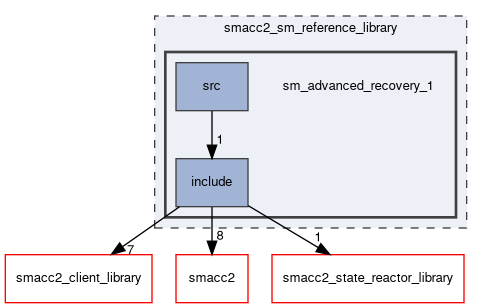 smacc2_sm_reference_library
src
sm_advanced_recovery_1
1
include
7
8
1
smacc2_client_library
smacc2
smacc2_state_reactor_library